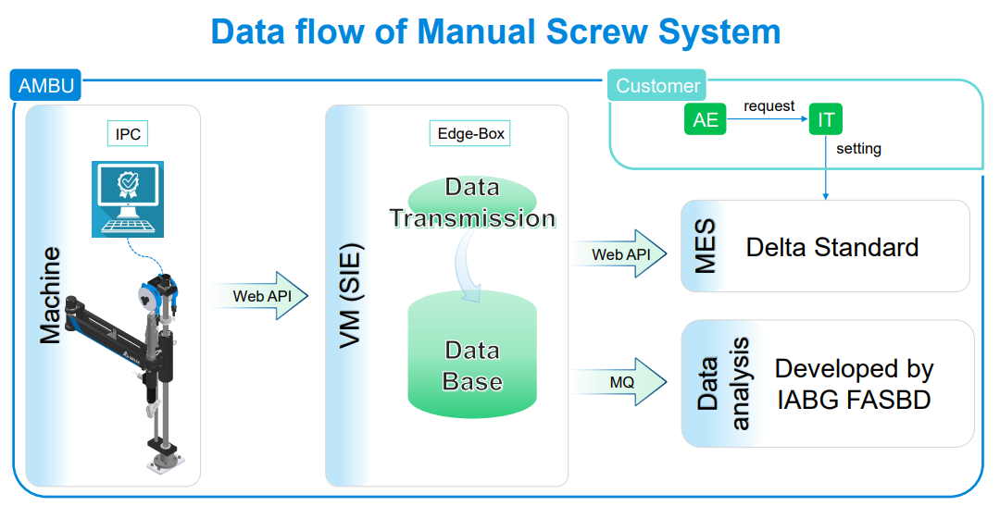 Data flow of Manual Screw System
AMBU
Customer
AE
request
IT
setting
IPC
Machine
Web API
Edge-Box
VM (SIE)
Data
Transmission
Data
Base
Web API
MQ
MES
Delta Standard
Data
analysis
Developed by
IABG FASBD